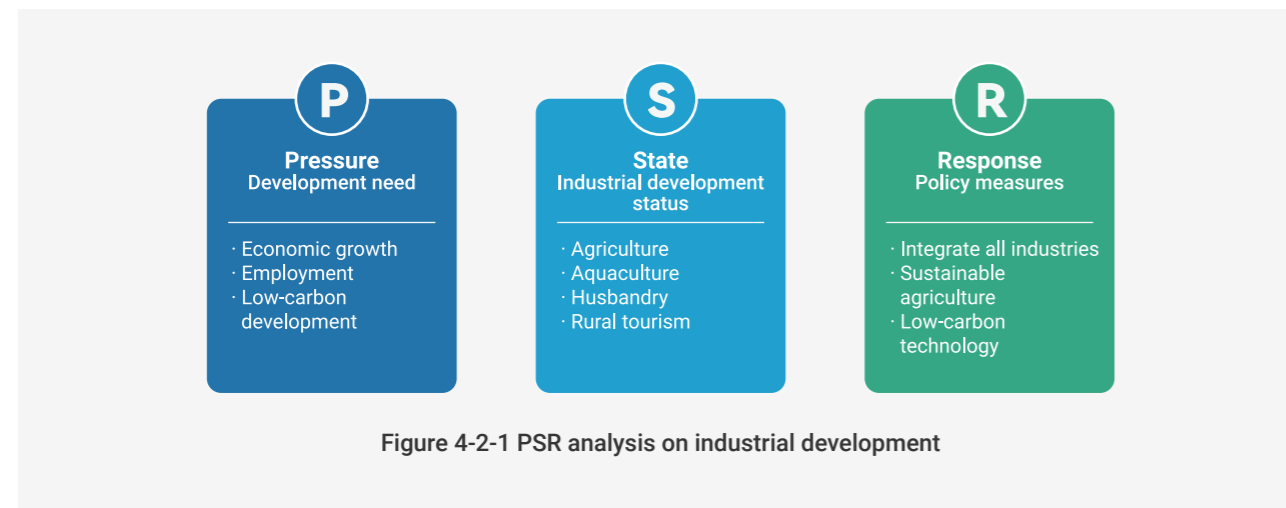 P
Pressure
Development need
· Economic growth
· Employment
· Low-carbon
development
S
State
Industrial development
status
· Agriculture
· Aquaculture
· Husbandry
· Rural tourism
R
Response
Policy measures
· Integrate all industries
· Sustainable
agriculture
· Low-carbon
technology
Figure 4-2-1 PSR analysis on industrial development